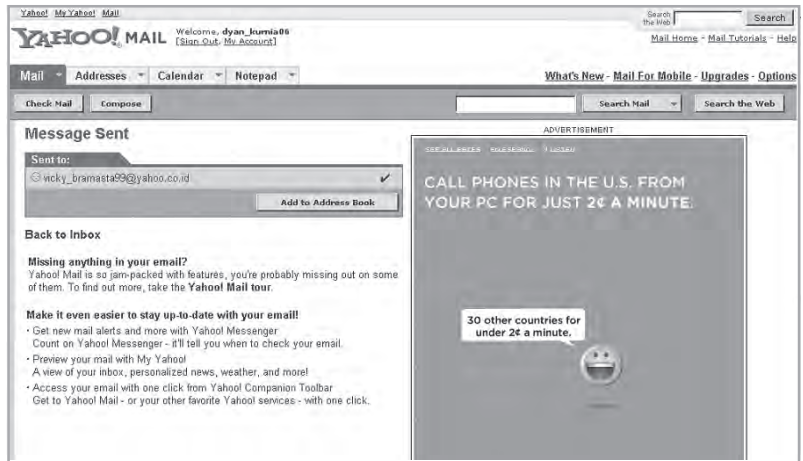 Yahoo! My Yahoo! Mail
Search the Web Search
YAHOO! MAIL
Welcome, dyan_kurnia06
[Sign Out, My Account]
Mail Home - Mail Tutorials - Help
Mail Addresses Calendar Notepad
What's New - Mail For Mobile - Upgrades - Options
Check Mail Compose
Search Mail Search the Web
Message Sent
Sent to:
vicky_bramasta99@yahoo.co.id
Add to Address Book
Back to Inbox
Missing anything in your email?
Yahoo! Mail is so jam-packed with features, you're probably missing out on some
of them. To find out more, take the Yahoo! Mail tour.
Make it even easier to stay up-to-date with your email!
· Get new mail alerts and more with Yahoo! Messenger
Count on Yahoo! Messenger - it'll tell you when to check your email.
· Preview your mail with My Yahoo!
A view of your inbox, personalized news, weather, and more!
· Access your email with one click from Yahoo! Companion Toolbar
Get to Yahoo! Mail - or your other favorite Yahoo! services - with one click.
ADVERTISEMENT
CALL PHONES IN THE U.S. FROM
YOUR PC FOR JUST 2¢ A MINUTE.
30 other countries for
under 2¢ a minute.